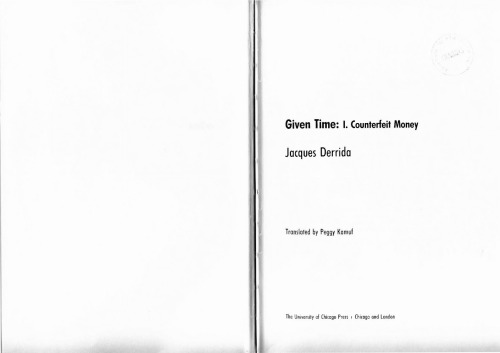 Given Time: I. Counterfeit Money
Jacques Derrida
Translated by Peggy Kamuf
The University of Chicago Press : Chicago and London